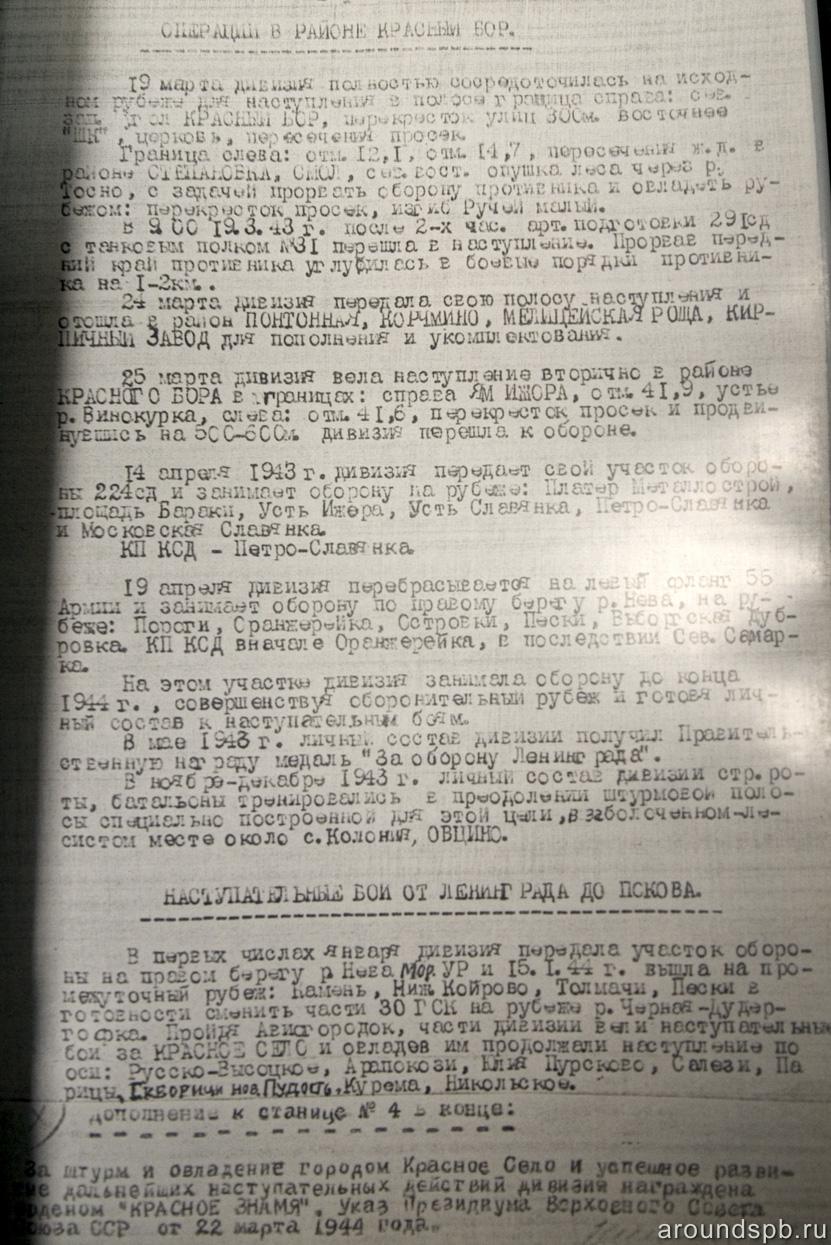 ОПЕРАЦИИ В РАЙОНЕ КРАСНЫЙ БОР.
19 марта дивизия полностью сосредоточилась на исход-
ном рубеже для наступления в полосе граница справа: сев.
зап. угол КРАСНЫЙ БОР, перекресток улиц 300м. восточнее
"ШК", церковь, пересечения просек.
Граница слева: отм. 12,1, отм. 14,7, пересечения ж.д. в
районе СТЕПАНОВКА, СМОЛ, сев.вост. опушка леса через р.
Тосно, с задачей прорвать оборону противника и овладеть ру-
бежом: перекресток просек, изгиб Ручей малый.
В 9.00 19.3.43 г. после 2-х час. арт.подготовки 291сд
с танковым полком №31 перешла в наступление. Прорвав перед-
ний край противника углубилась в боевые порядки противни-
ка на 1-2км..
24 марта дивизия передала свою полосу наступления и
отошла в район ПОНТОННАЯ, КОРЧМИНО, МЕЛИЦЕЙСКАЯ РОЩА, КИР-
ПИЧНЫЙ ЗАВОД для пополнения и укомплектования.
25 марта дивизия вела наступление вторично в районе
КРАСНОГО БОРА в границах: справа ЯМ ИЖОРА, отм. 41,9, устье
р. Винокурка, слева: отм. 41,6, перекресток просек и продви-
нувшись на 500-600м. дивизия перешла к обороне.
14 апреля 1943 г. дивизия передает свой участок оборо-
ны 224сд и занимает оборону на рубеже: Платер Металлострой,
площадь Бараки, Усть Ижера, Усть Славянка, Петро-Славянка
и Московская Славянка.
КП КСД - Петро-Славянка.
19 апреля дивизия перебрасывается на левый фланг 55
Армии и занимает оборону по правому берегу р.Нева, на ру-
беже: Пороги, Оранжерейка, Островки, Пески, Выборгская Дуб-
ровка. КП КСД вначале Оранжерейка, в последствии Сев. Самар-
ка.
На этом участке дивизия занимала оборону до конца
1944 г., совершенствуя оборонительный рубеж и готовя лич-
ный состав к наступательным боям.
В мае 1943 г. личный состав дивизии получил Правитель-
ственную награду медаль "За оборону Ленинграда".
В ноябре-декабре 1943 г. личный состав дивизии стр.ро-
ты, батальоны тренировались в преодолении штурмовой поло-
сы специально построенной для этой цели, в заболоченном-ле-
систом месте около с.Колония, ОВЦИНО.
НАСТУПАТЕЛЬНЫЕ БОИ ОТ ЛЕНИНГРАДА ДО ПСКОВА.
В первых числах января дивизия передала участок оборо-
ны на правом берегу р Нева Мор УР и 15.1.44 г. вышла на про-
межуточный рубеж: Камень, Ниж. Койрово, Толмачи, Пески в
готовности сменить части 30 ГСК на рубеже р. Черная-Дудер-
гофка. Пройдя Авиагородок, части дивизии вели наступательные
бои за КРАСНОЕ СЕЛО и овладев им продолжали наступление по
оси: Русско-Высоцкое, Арапокози, Кипурсково, Салези, Па
рицы, Скворицы Пудость, Курема, Никольское.
дополнение к станице № 4 в конце:
За штурм и овладение городом Красное Село и успешное разви-
ие дальнейших наступательных действий дивизия награждена
орденом "КРАСНОЕ ЗНАМЯ". Указ Президиума Верховного Совета
Союза ССР от 22 марта 1944 года.
aroundspb.ru